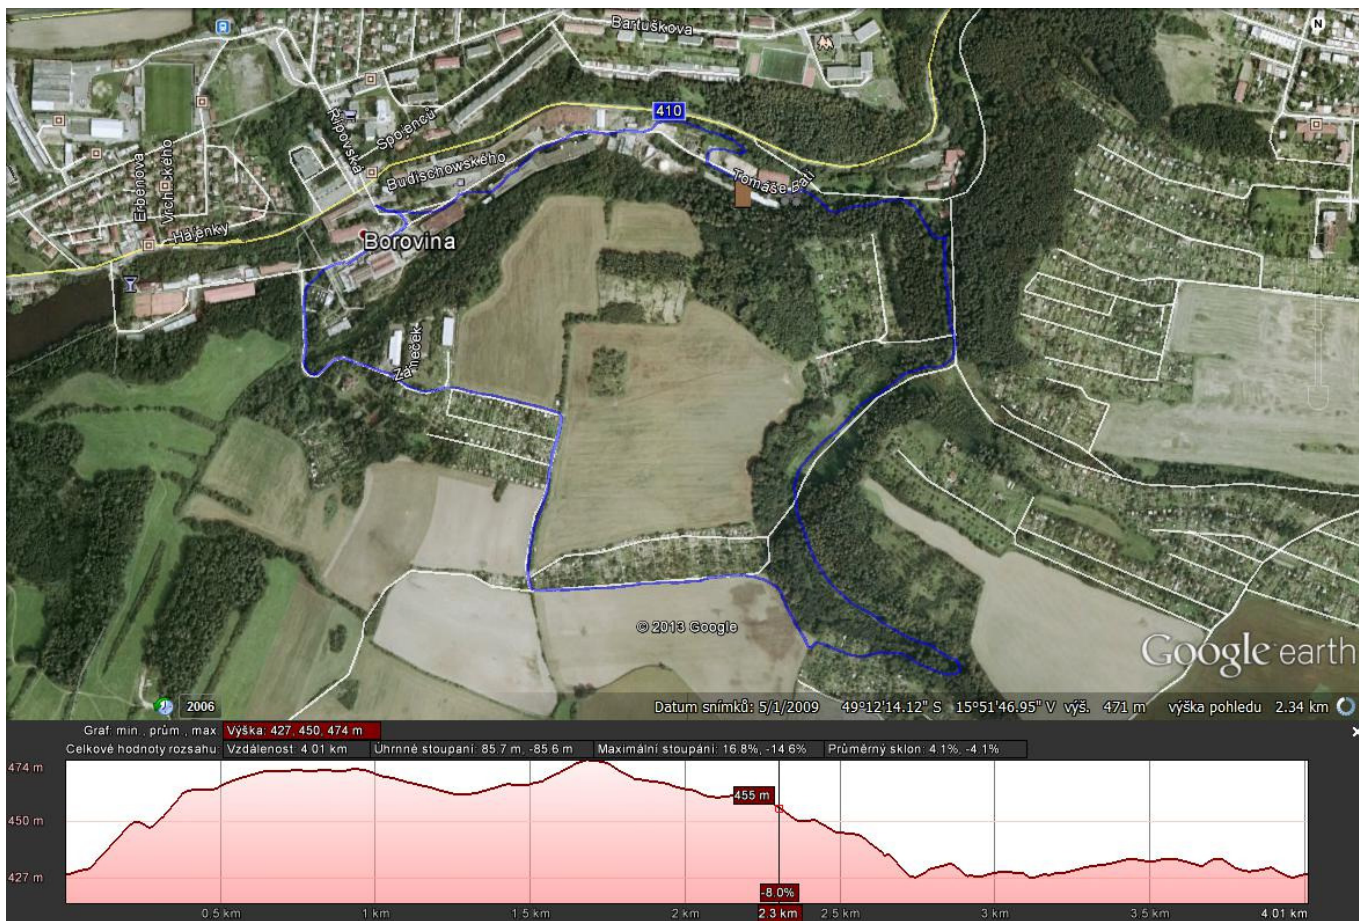 Bartuškova
N
410
Řípovská
Spojenců
Budischowského
Tomáše Bati
Erbenova
Vrchlického
Hájenky
Borovina
Zámeček
© 2013 Google
Google earth
2006
Datum snímků: 5/1/2009 49°12'14.12" S 15°51'46.95" V výš. 471 m výška pohledu 2.34 km
Graf: min., prům., max. Výška: 427, 450, 474 m
Celkové hodnoty rozsahu: Vzdálenost: 4.01 km Úhrnné stoupaní: 85.7 m, -85.6 m Maximální stoupání: 16.8%, -14.6% Průměrný sklon: 4.1%, -4.1%
474 m
455 m
450 m
427 m
-8.0%
0.5 km 1 km 1.5 km 2 km 2.3 km 2.5 km 3 km 3.5 km 4.01 km